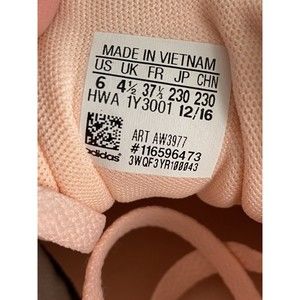 MADE IN VIETNAM
US UK FR JP CHN
6 4½ 37⅓ 230 230
HWA 1Y3001 12/16
ART AW3977
#116596473
3WQF3YR100043
adidas